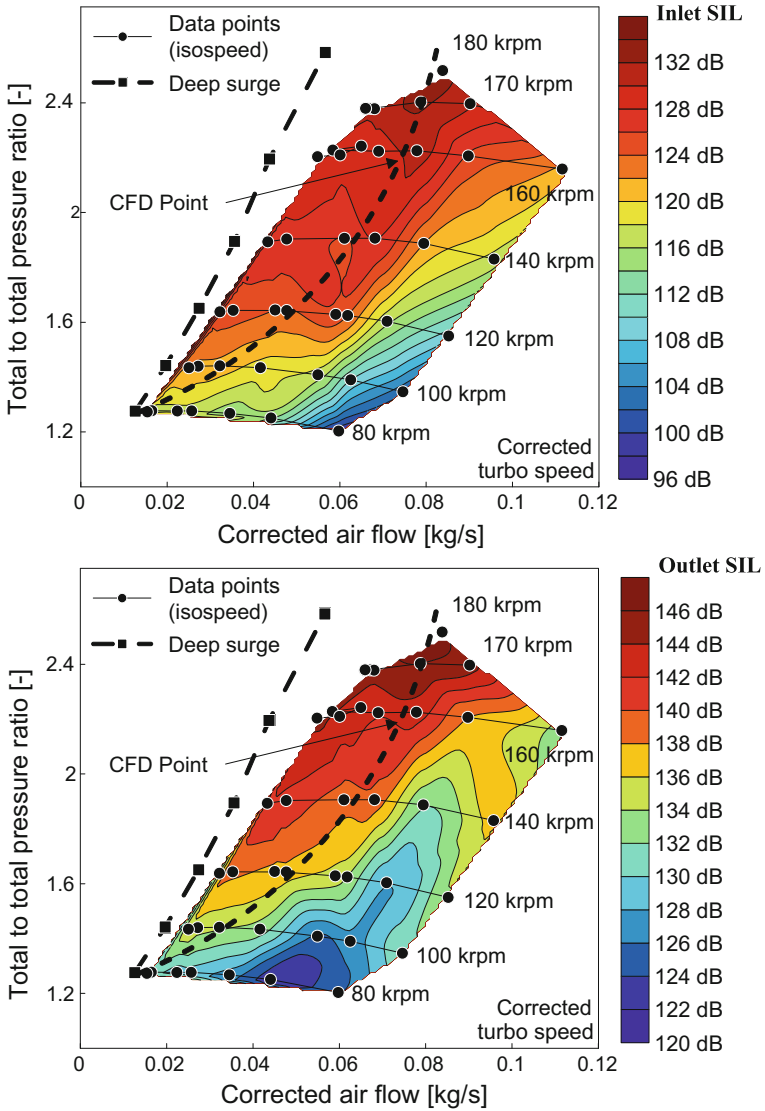 Inlet SIL
Data points
(isospeed)
Deep surge
180 krpm
170 krpm
CFD Point
160 krpm
140 krpm
120 krpm
100 krpm
80 krpm
Corrected
turbo speed
Total to total pressure ratio [-]
2.4
2
1.6
1.2
0
0.02
0.04
0.06
0.08
0.1
0.12
Corrected air flow [kg/s]
132 dB
128 dB
124 dB
120 dB
116 dB
112 dB
108 dB
104 dB
100 dB
96 dB
Outlet SIL
Data points
(isospeed)
Deep surge
180 krpm
170 krpm
CFD Point
160 krpm
140 krpm
120 krpm
100 krpm
80 krpm
Corrected
turbo speed
Total to total pressure ratio [-]
2.4
2
1.6
1.2
0
0.02
0.04
0.06
0.08
0.1
0.12
Corrected air flow [kg/s]
146 dB
144 dB
142 dB
140 dB
138 dB
136 dB
134 dB
132 dB
130 dB
128 dB
126 dB
124 dB
122 dB
120 dB